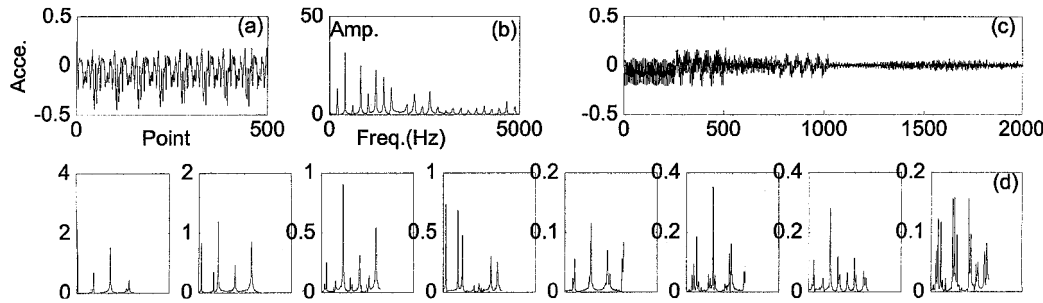 0.5 (a) 50 Amp. (b) 0.5 (c)
Acce.
0 0
-0.5 0 -0.5
0 500 0 5000 0 500 1000 1500 2000
Point Freq.(Hz)
4 2 1 1 0.2 0.4 0.4 0.2 (d)
2 1 0.5 0.5 0.1 0.2 0.2 0.1
0 0 0 0 0 0 0 0